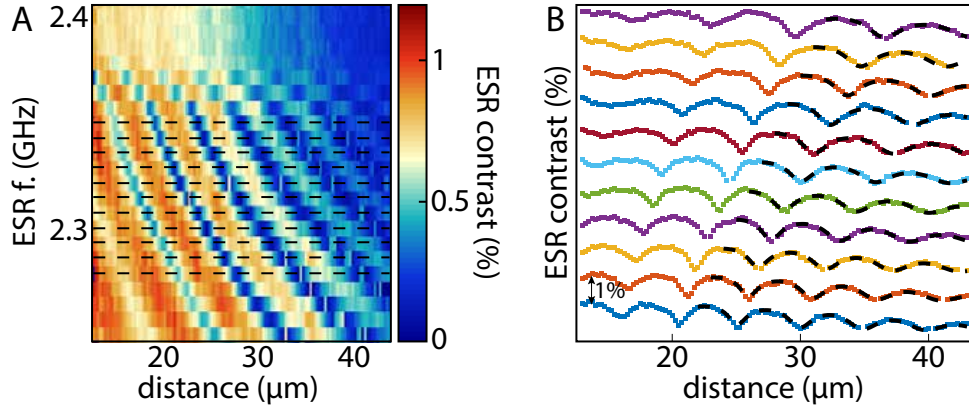 A
B
2.4
2.3
ESR f. (GHz)
20
30
40
distance (µm)
1
0.5
0
ESR contrast (%)
ESR contrast (%)
1%
20
30
40
distance (µm)